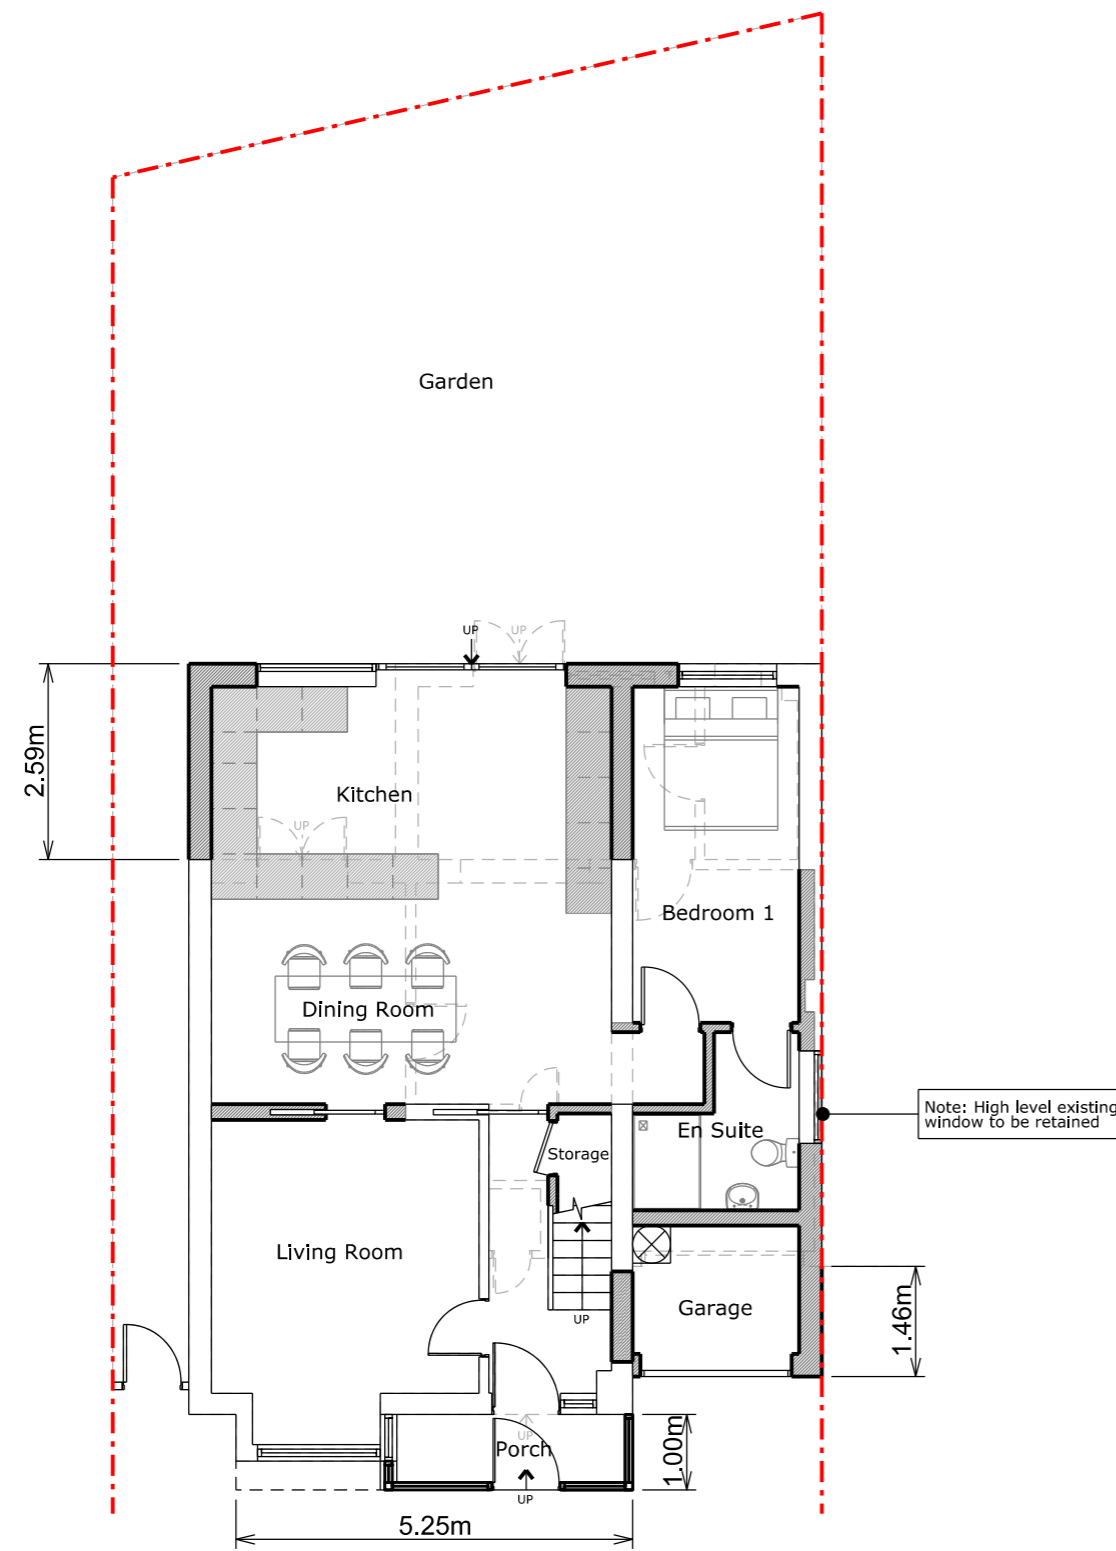 Garden
UP
UP
2.59m
Kitchen
UP
Bedroom 1
Dining Room
Note: High level existing
window to be retained
En Suite
Storage
Living Room
Garage
UP
1.46m
UP
Porch
1.00m
UP
5.25m